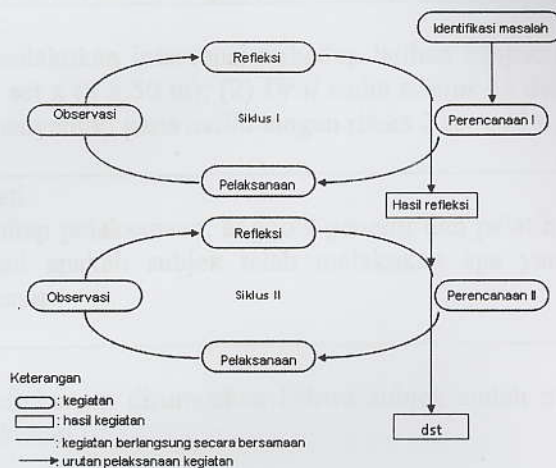 Identifikasi masalah
Refleksi
Observasi
Siklus I
Perencanaan I
Pelaksanaan
Hasil refleksi
Refleksi
Observasi
Siklus II
Perencanaan II
Pelaksanaan
Keterangan
: kegiatan
: hasil kegiatan
: kegiatan berlangsung secara bersamaan
: urutan pelaksanaan kegiatan
dst